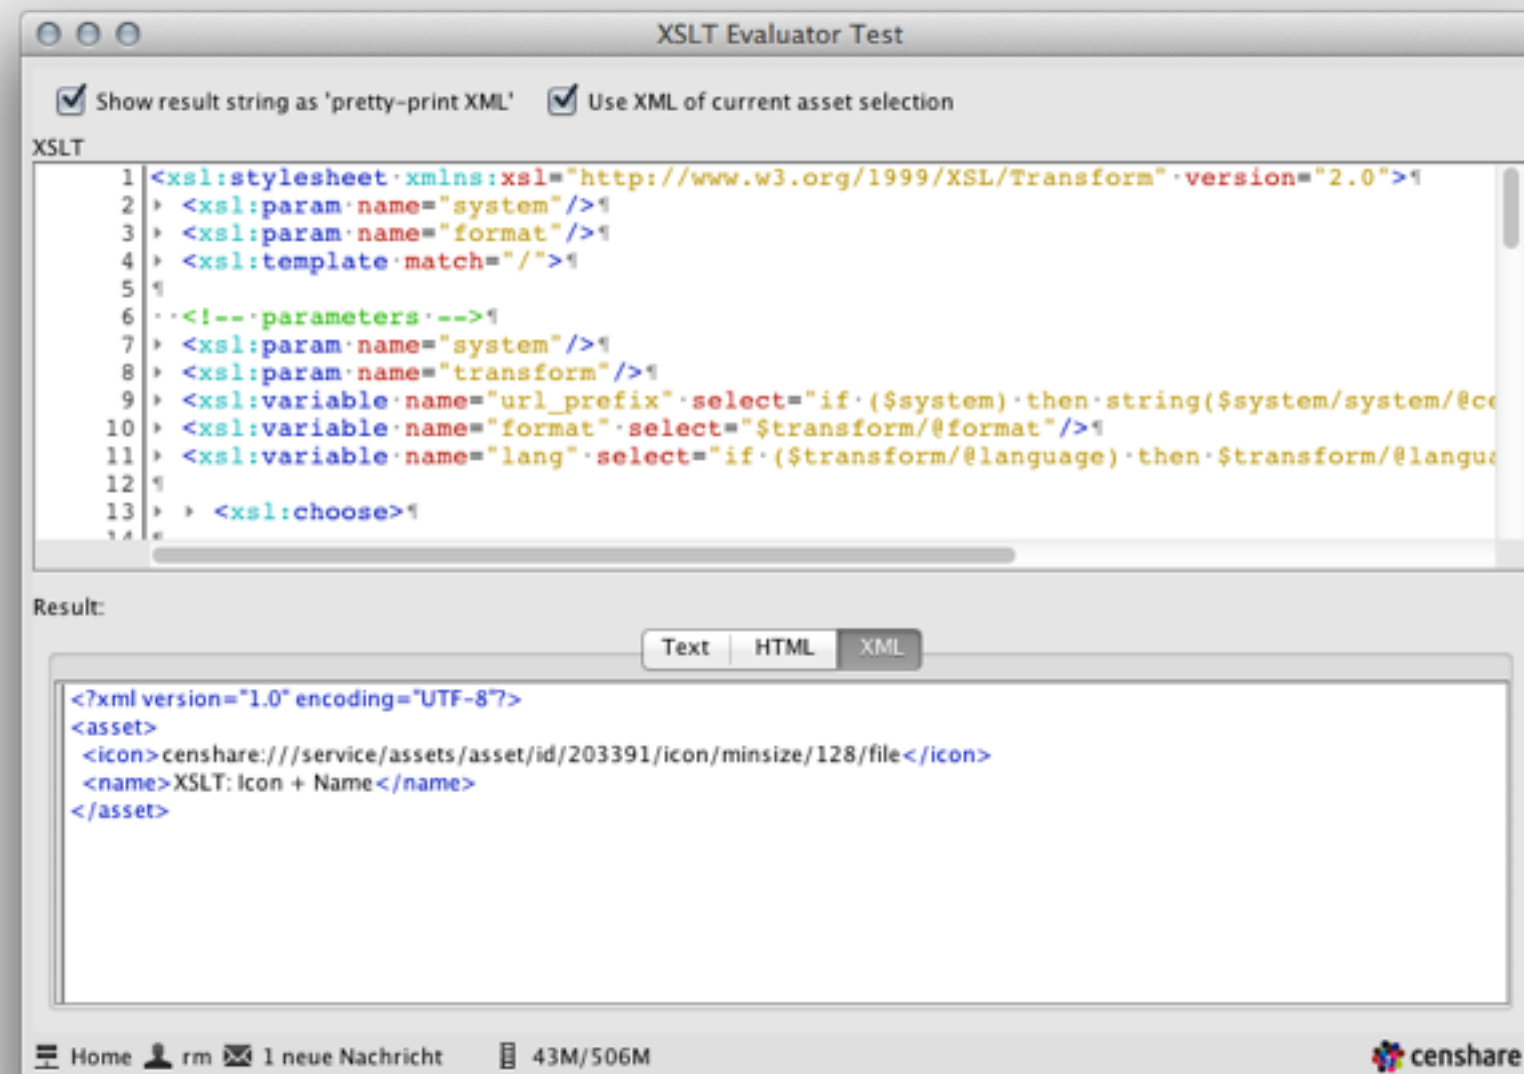 XSLT Evaluator Test
Show result string as 'pretty-print XML' Use XML of current asset selection
XSLT
1 <xsl:stylesheet·xmlns:xsl="http://www.w3.org/1999/XSL/Transform"·version="2.0">¶
2 <xsl:param·name="system"/>¶
3 <xsl:param·name="format"/>¶
4 <xsl:template·match="/">¶
5 ¶
6 ··<!--·parameters·-->¶
7 <xsl:param·name="system"/>¶
8 <xsl:param·name="transform"/>¶
9 <xsl:variable·name="url_prefix"·select="if·($system)·then·string($system/system/@ce
10 <xsl:variable·name="format"·select="$transform/@format"/>¶
11 <xsl:variable·name="lang"·select="if·($transform/@language)·then·$transform/@langua
12 ¶
13 <xsl:choose>¶
14 ¶
Result:
Text HTML XML
<?xml version="1.0" encoding="UTF-8"?>
<asset>
<icon>censhare:///service/assets/asset/id/203391/icon/minsize/128/file</icon>
<name>XSLT: Icon + Name</name>
</asset>
Home rm 1 neue Nachricht 43M/506M censhare